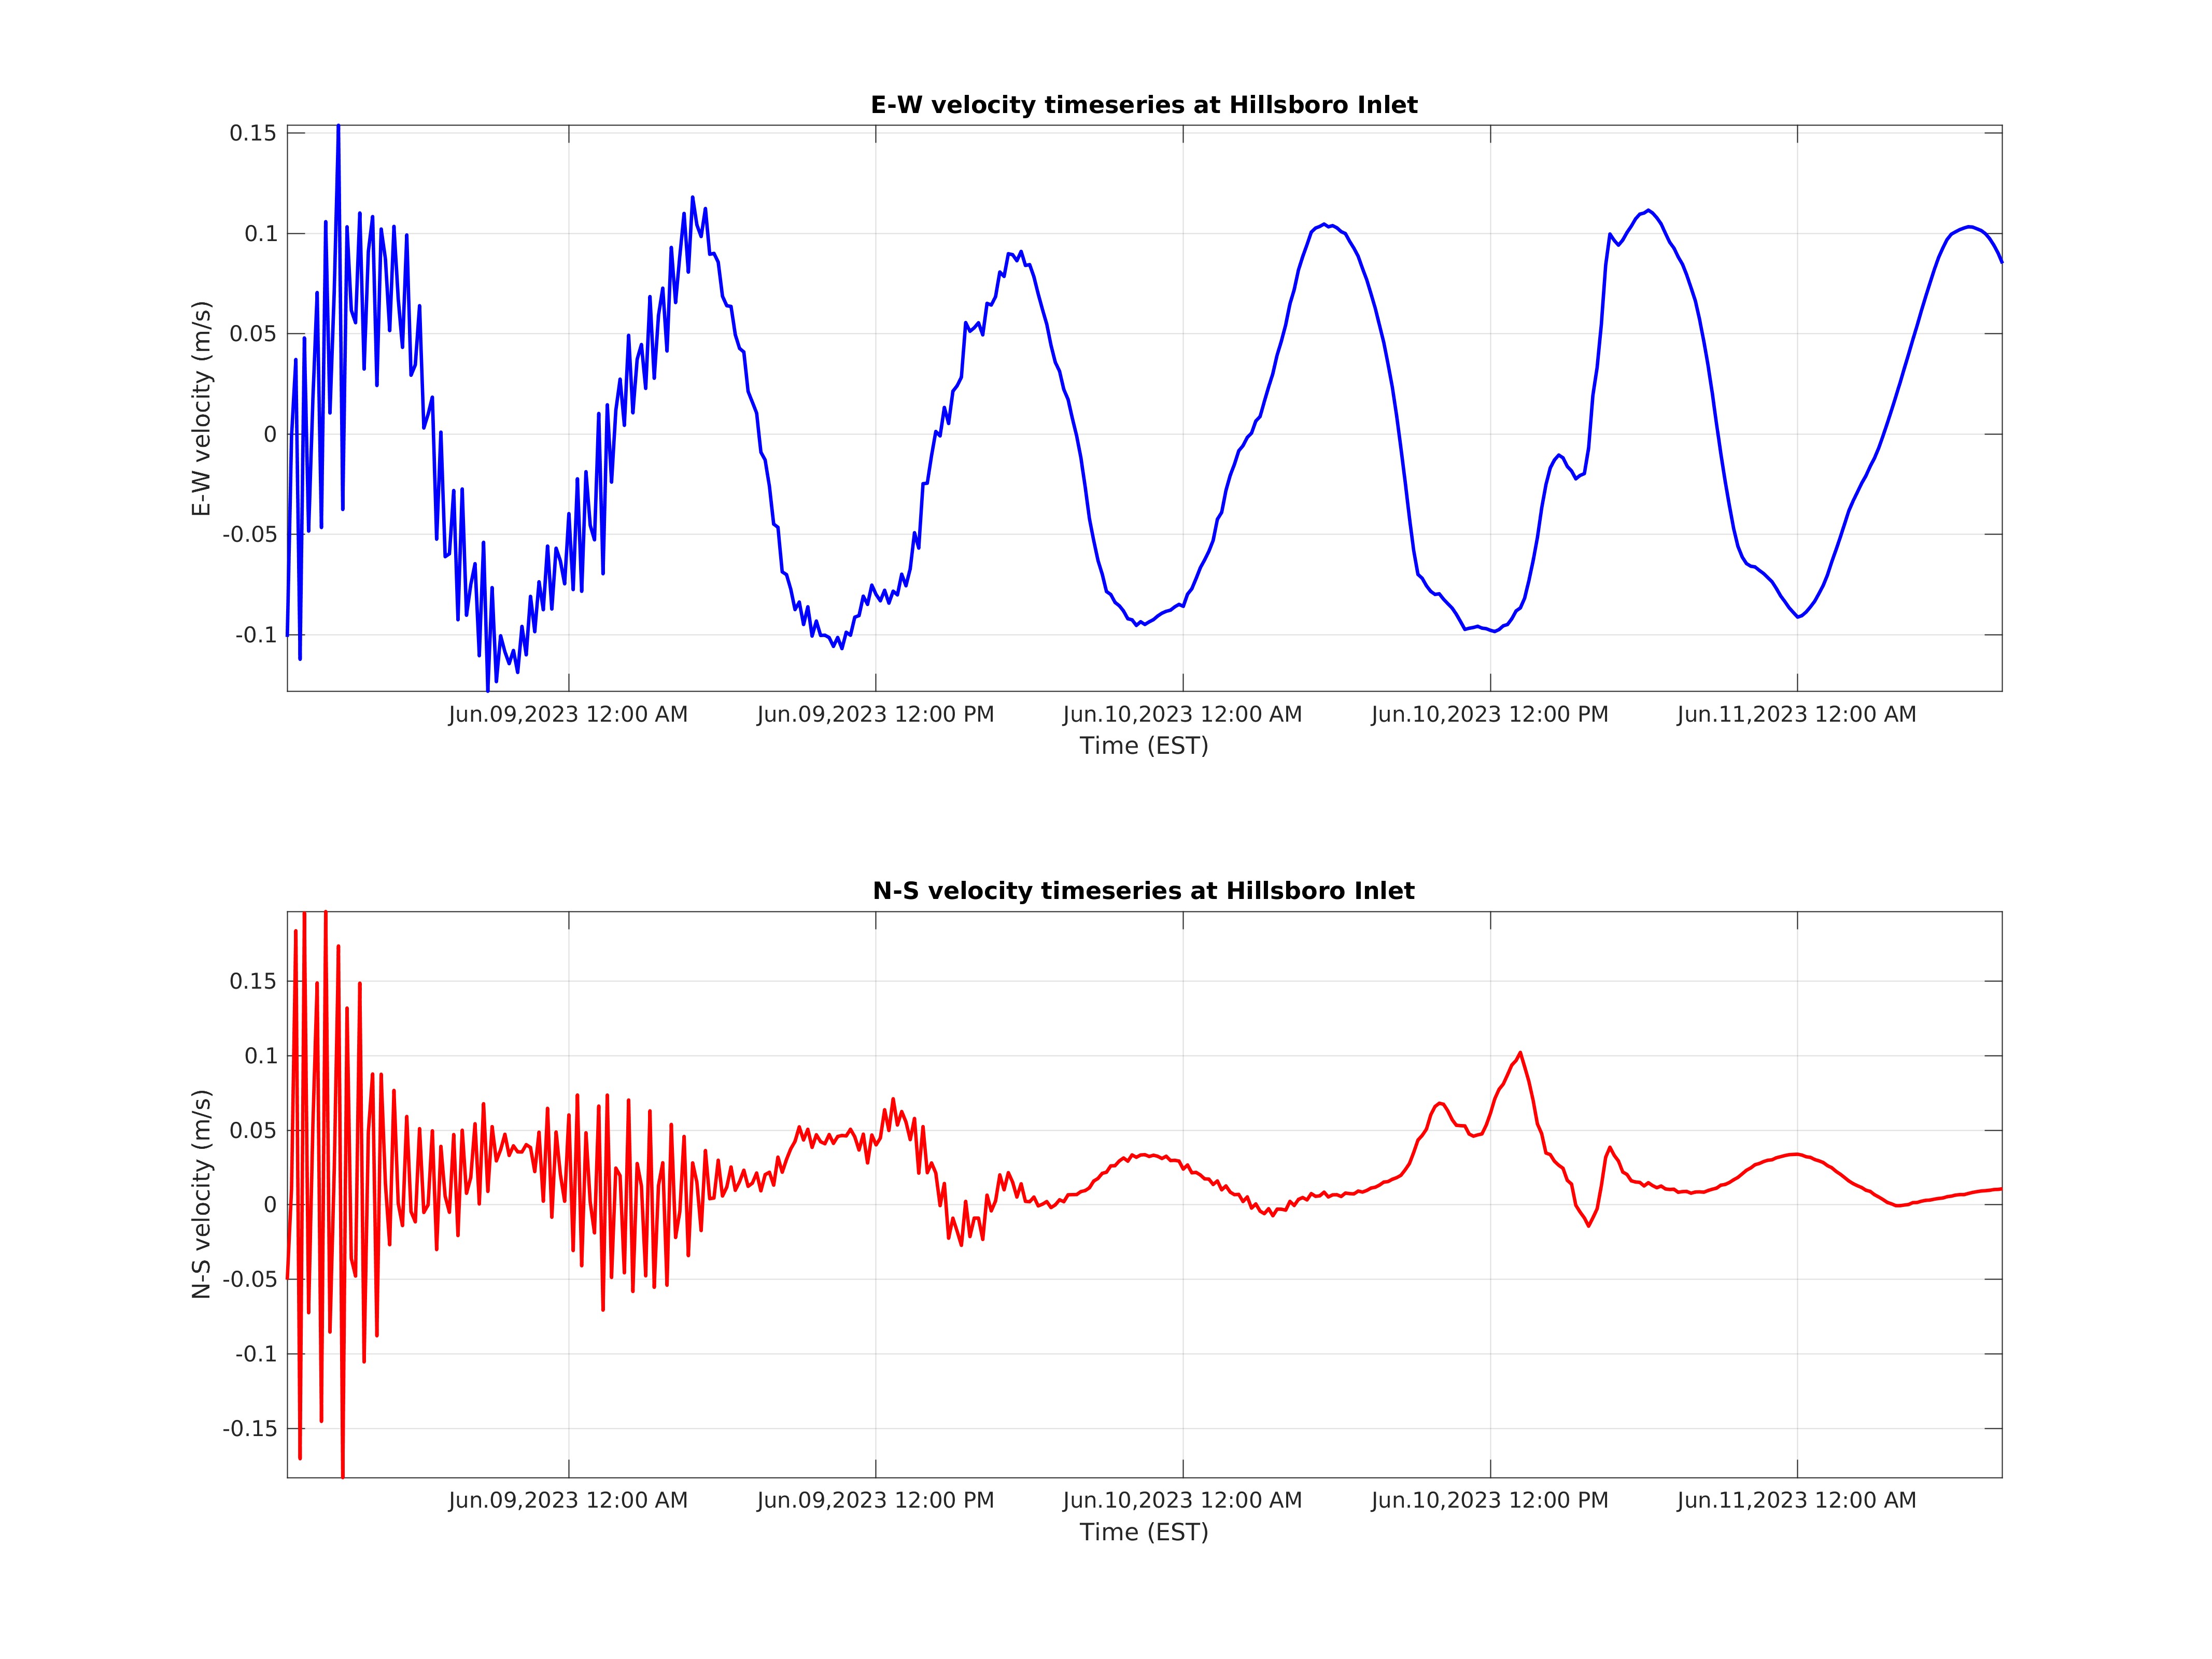 E-W velocity timeseries at Hillsboro Inlet
0.15
0.1
0.05
0
-0.05
-0.1
E-W velocity (m/s)
Jun.09,2023 12:00 AM Jun.09,2023 12:00 PM Jun.10,2023 12:00 AM Jun.10,2023 12:00 PM Jun.11,2023 12:00 AM
Time (EST)
N-S velocity timeseries at Hillsboro Inlet
0.15
0.1
0.05
0
-0.05
-0.1
-0.15
N-S velocity (m/s)
Jun.09,2023 12:00 AM Jun.09,2023 12:00 PM Jun.10,2023 12:00 AM Jun.10,2023 12:00 PM Jun.11,2023 12:00 AM
Time (EST)